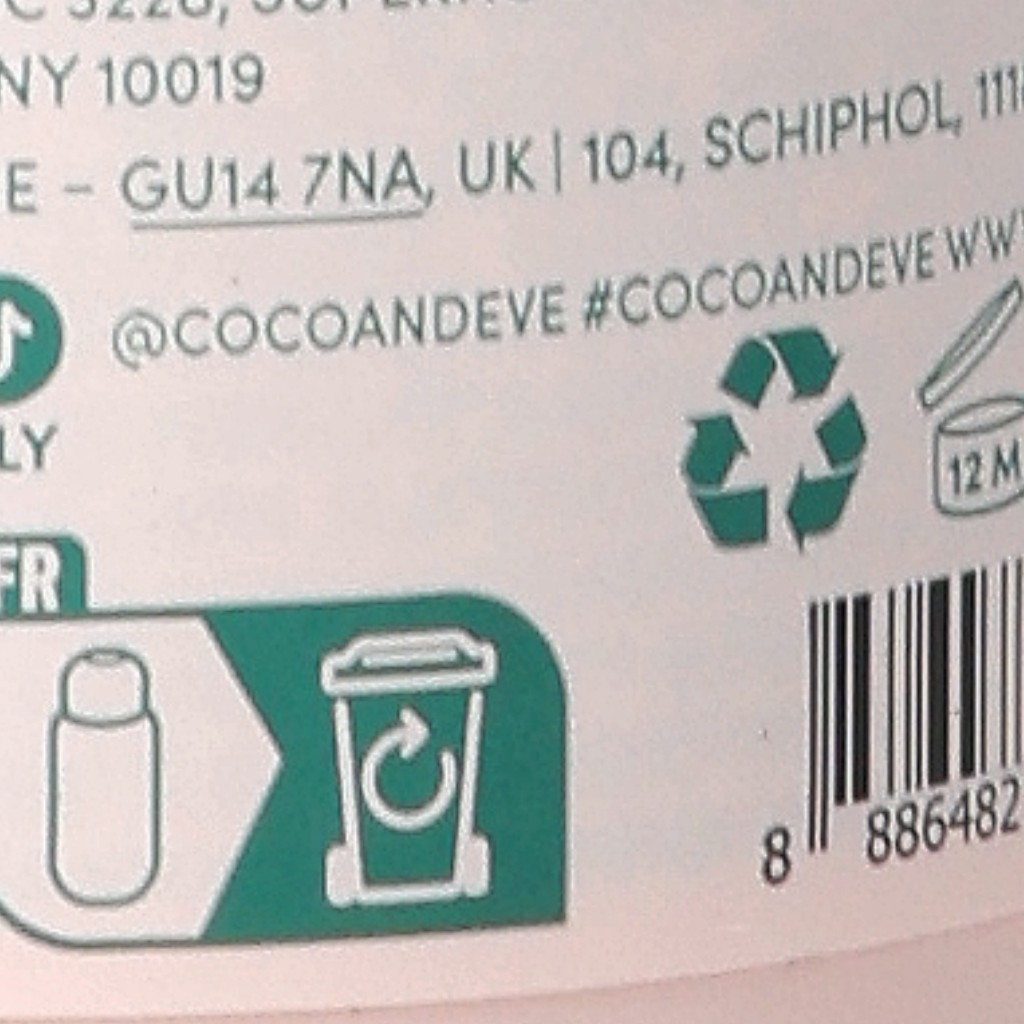 NY 10019
E – GU14 7NA, UK | 104, SCHIPHOL,
@COCOANDEVE #COCOANDEVE
LY
12 M
FR
8 886482